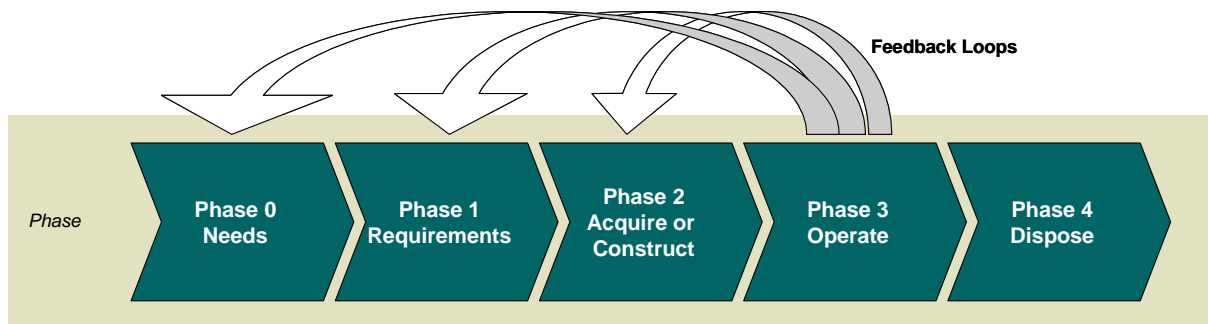 Feedback Loops
Phase
Phase 0
Needs
Phase 1
Requirements
Phase 2
Acquire or
Construct
Phase 3
Operate
Phase 4
Dispose